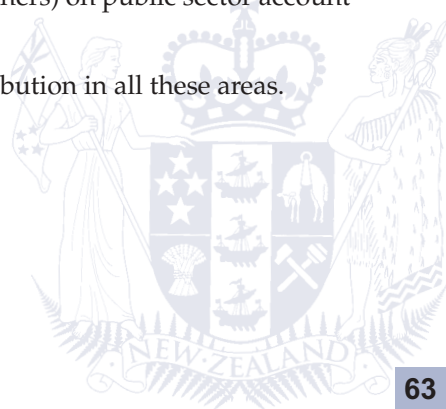 ners) on public sector account
bution in all these areas.
NEW ZEALAND
63